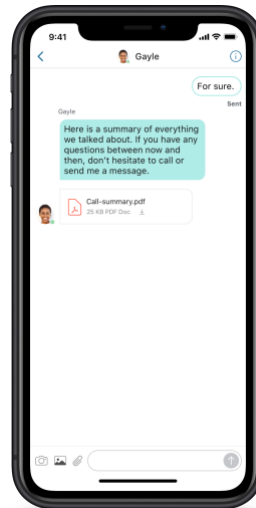 9:41
Gayle
For sure.
Sent
Gayle
Here is a summary of everything
we talked about. If you have any
questions between now and
then, don't hesitate to call or
send me a message.
Call-summary.pdf
25 KB PDF Doc